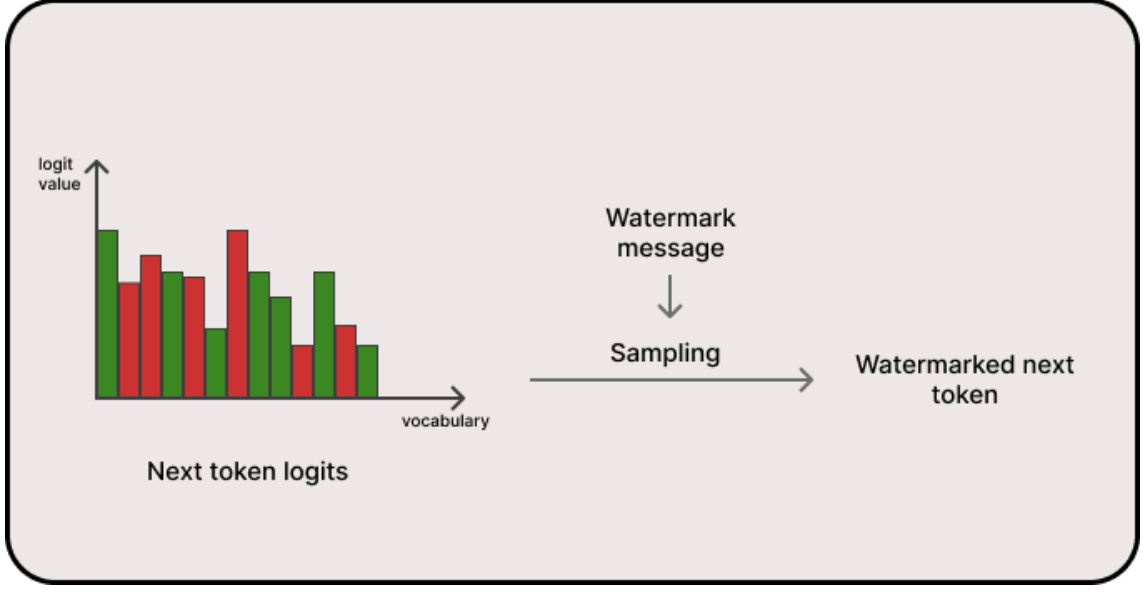 logit
value
vocabulary
Next token logits
Watermark
message
Sampling
Watermarked next
token